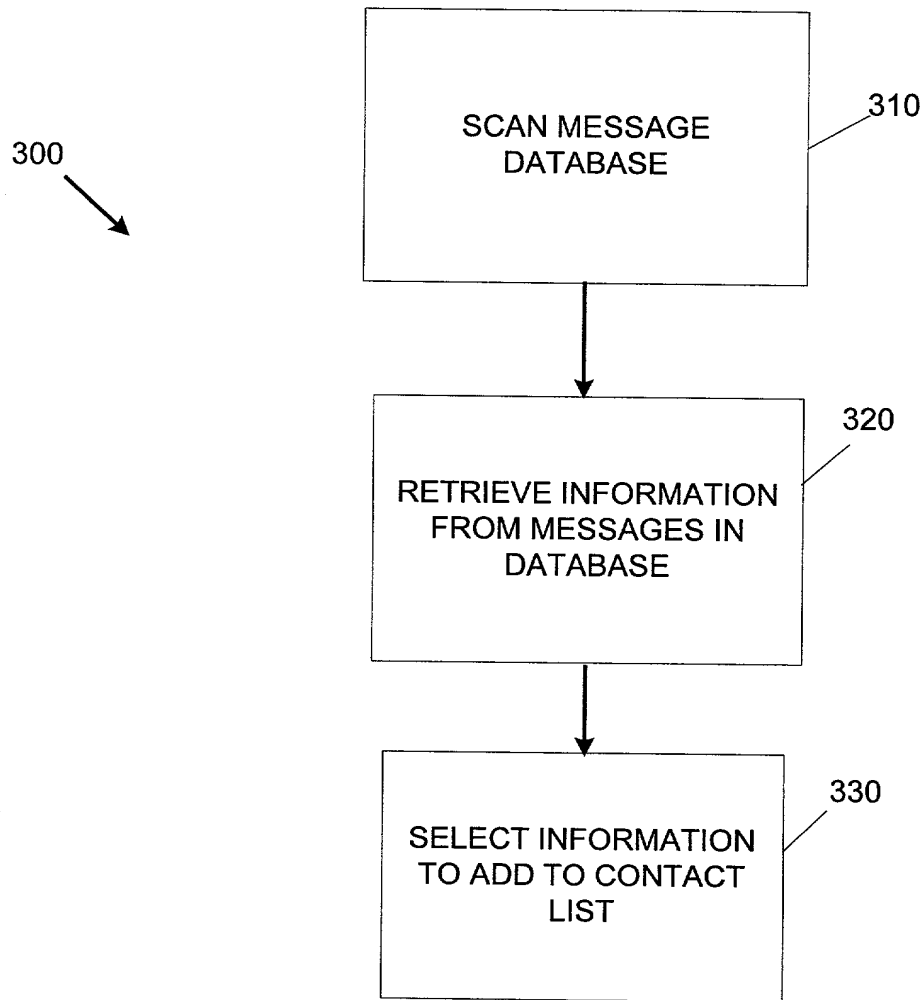 SCAN MESSAGE
DATABASE
310
300
320
RETRIEVE INFORMATION
FROM MESSAGES IN
DATABASE
330
SELECT INFORMATION
TO ADD TO CONTACT
LIST